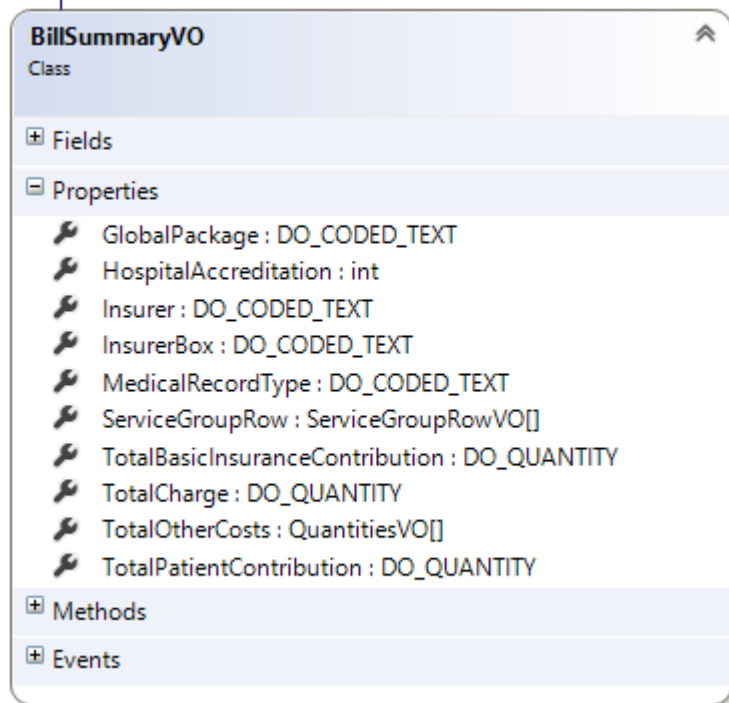 BillSummaryVO
Class
Fields
Properties
GlobalPackage : DO_CODED_TEXT
HospitalAccreditation : int
Insurer : DO_CODED_TEXT
InsurerBox : DO_CODED_TEXT
MedicalRecordType : DO_CODED_TEXT
ServiceGroupRow : ServiceGroupRowVO[]
TotalBasicInsuranceContribution : DO_QUANTITY
TotalCharge : DO_QUANTITY
TotalOtherCosts : QuantitiesVO[]
TotalPatientContribution : DO_QUANTITY
Methods
Events